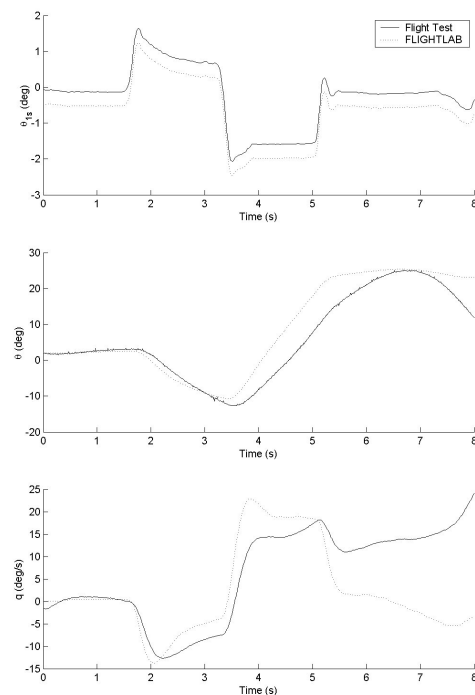 2
1
0
-1
-2
-3
θ1s (deg)
Flight Test
FLIGHTLAB
0 1 2 3 4 5 6 7 8
Time (s)
30
20
10
0
-10
-20
θ (deg)
0 1 2 3 4 5 6 7 8
Time (s)
25
20
15
10
5
0
-5
-10
-15
q (deg/s)
0 1 2 3 4 5 6 7 8
Time (s)